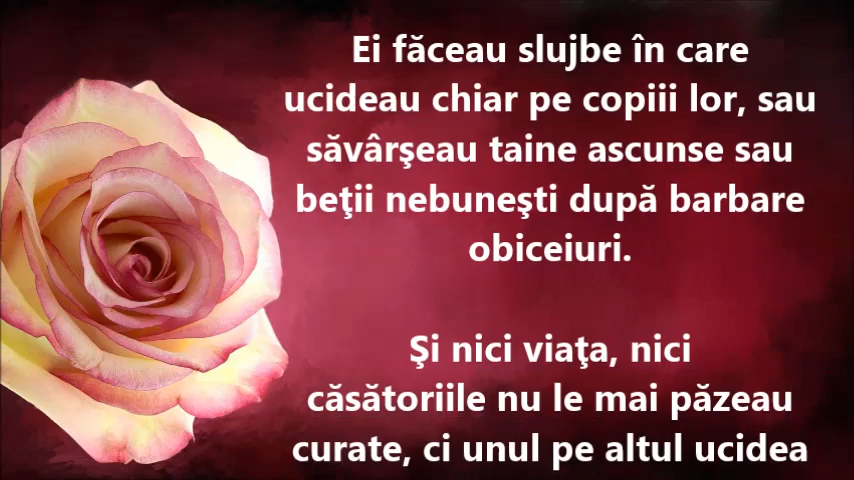 Ei făceau slujbe în care
ucideau chiar pe copiii lor, sau
săvârşeau taine ascunse sau
beţii nebuneşti după barbare
obiceiuri.
Şi nici viaţa, nici
căsătoriile nu le mai păzeau
curate, ci unul pe altul ucidea